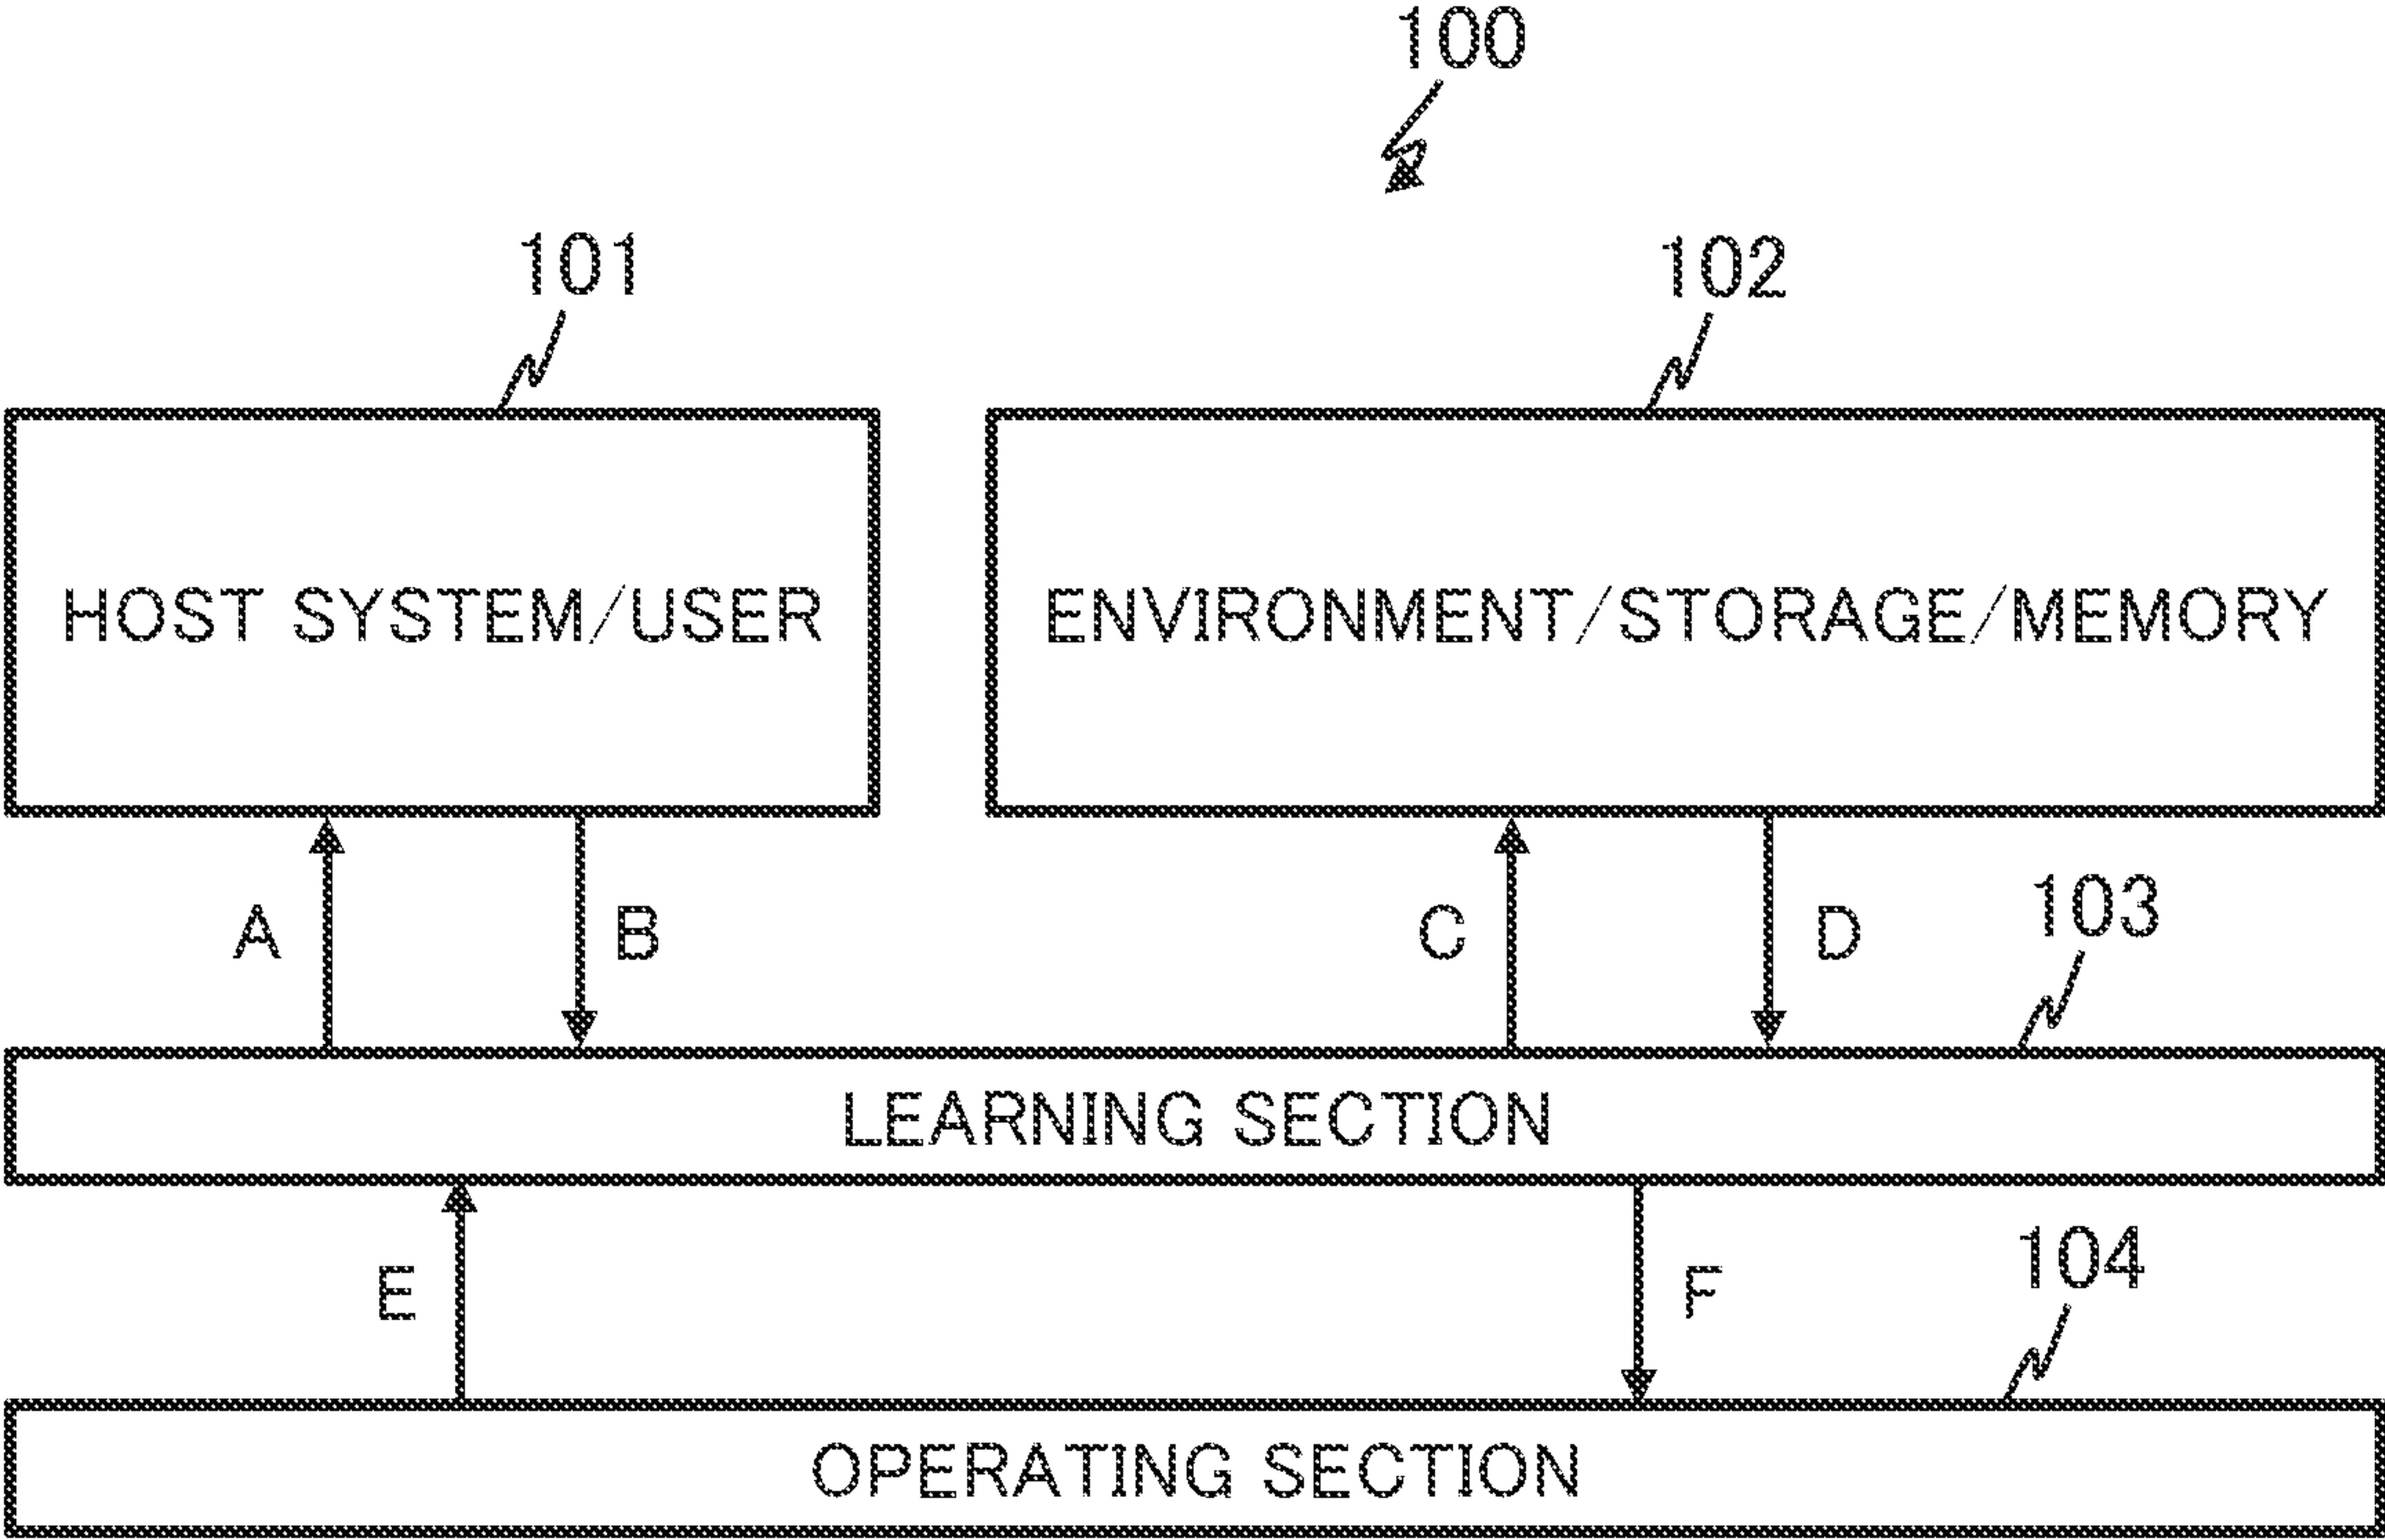 100
101
102
HOST SYSTEM/USER
ENVIRONMENT/STORAGE/MEMORY
A
B
C
D
103
LEARNING SECTION
E
F
104
OPERATING SECTION